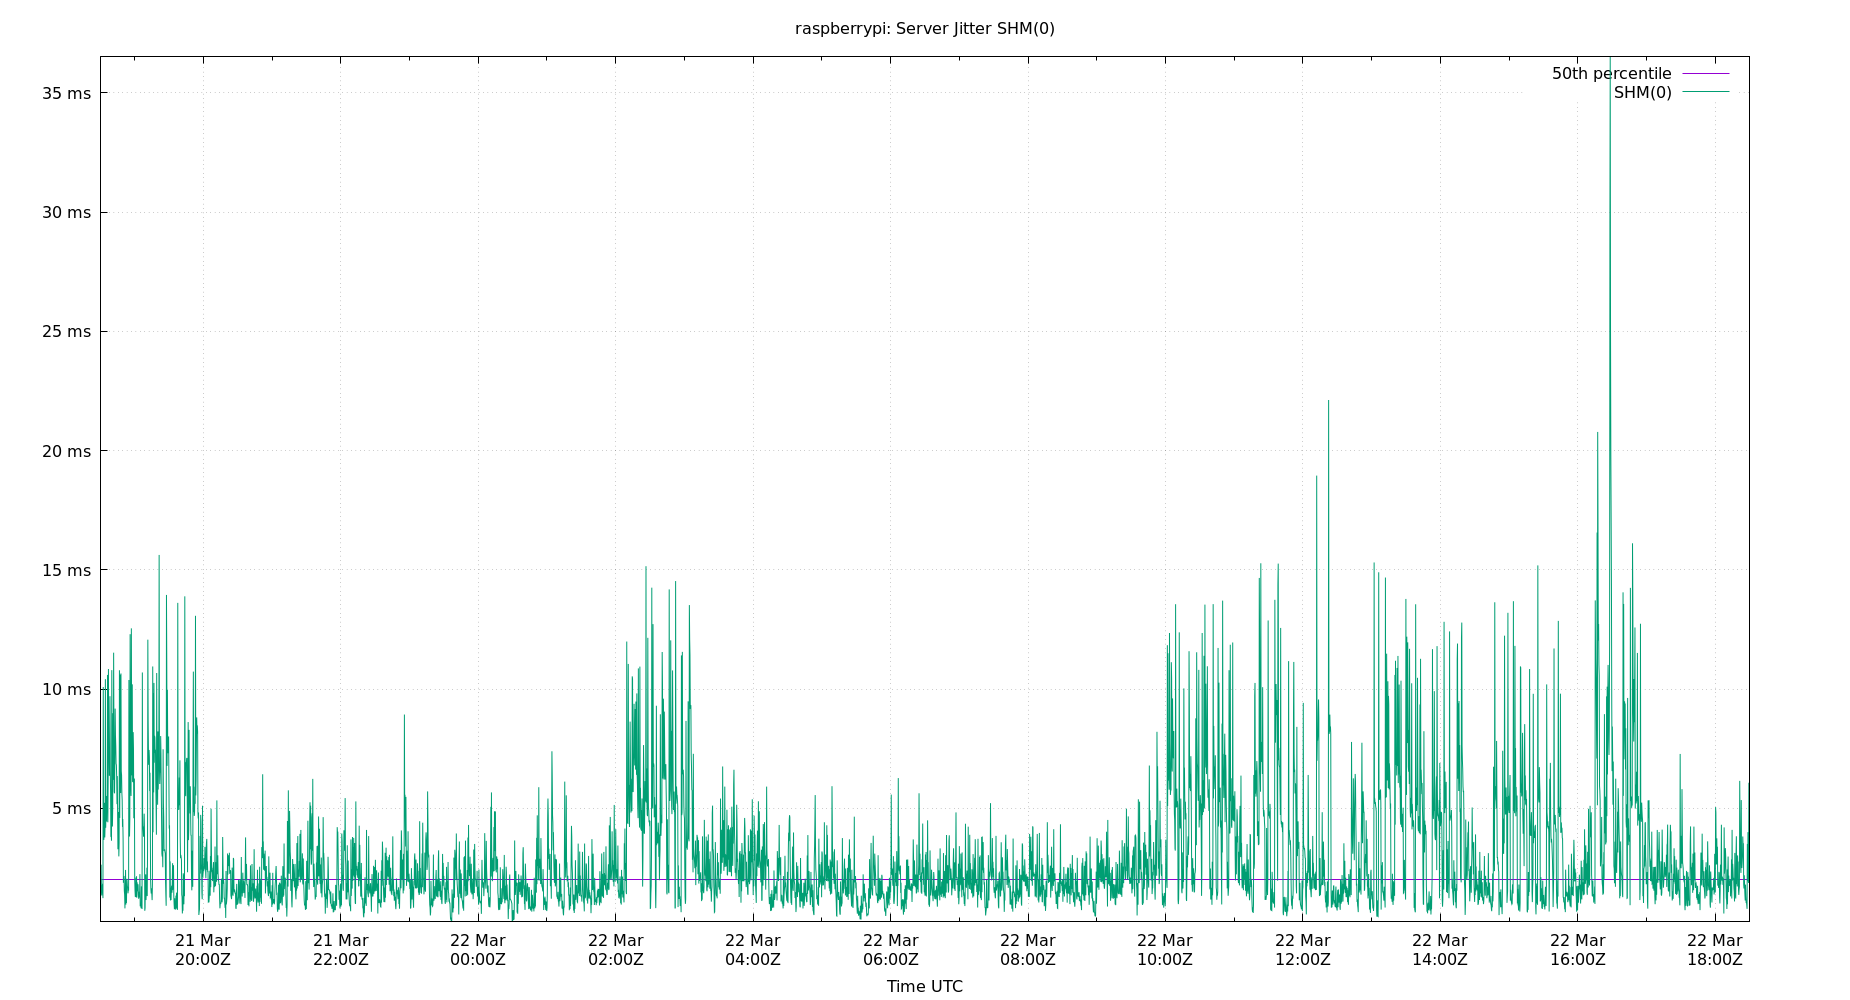 raspberrypi: Server Jitter SHM(0)
50th percentile
SHM(0)
35 ms
30 ms
25 ms
20 ms
15 ms
10 ms
5 ms
21 Mar 21 Mar 22 Mar 22 Mar 22 Mar 22 Mar 22 Mar 22 Mar 22 Mar 22 Mar 22 Mar 22 Mar
20:00Z 22:00Z 00:00Z 02:00Z 04:00Z 06:00Z 08:00Z 10:00Z 12:00Z 14:00Z 16:00Z 18:00Z
Time UTC